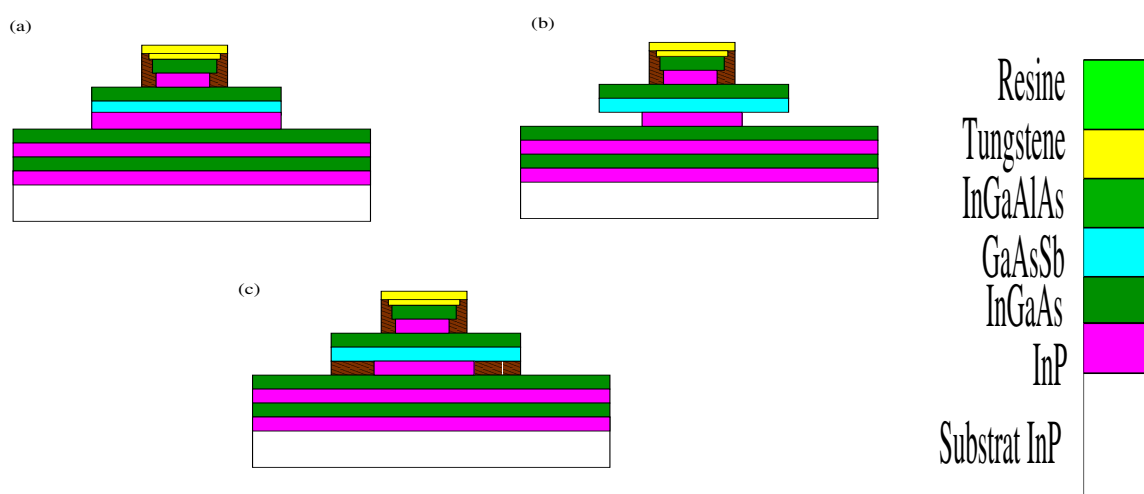 (a)
(b)
(c)
Resine
Tungstene
InGaAlAs
GaAsSb
InGaAs
InP
Substrat InP